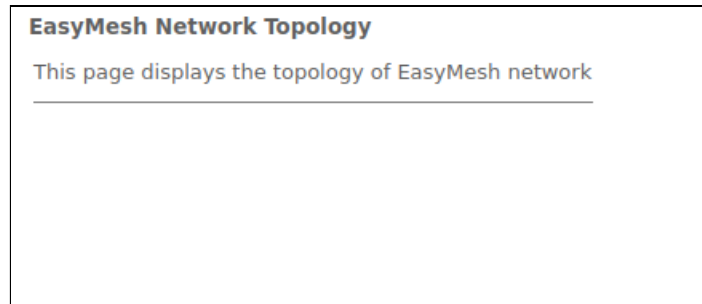 EasyMesh Network Topology
This page displays the topology of EasyMesh network